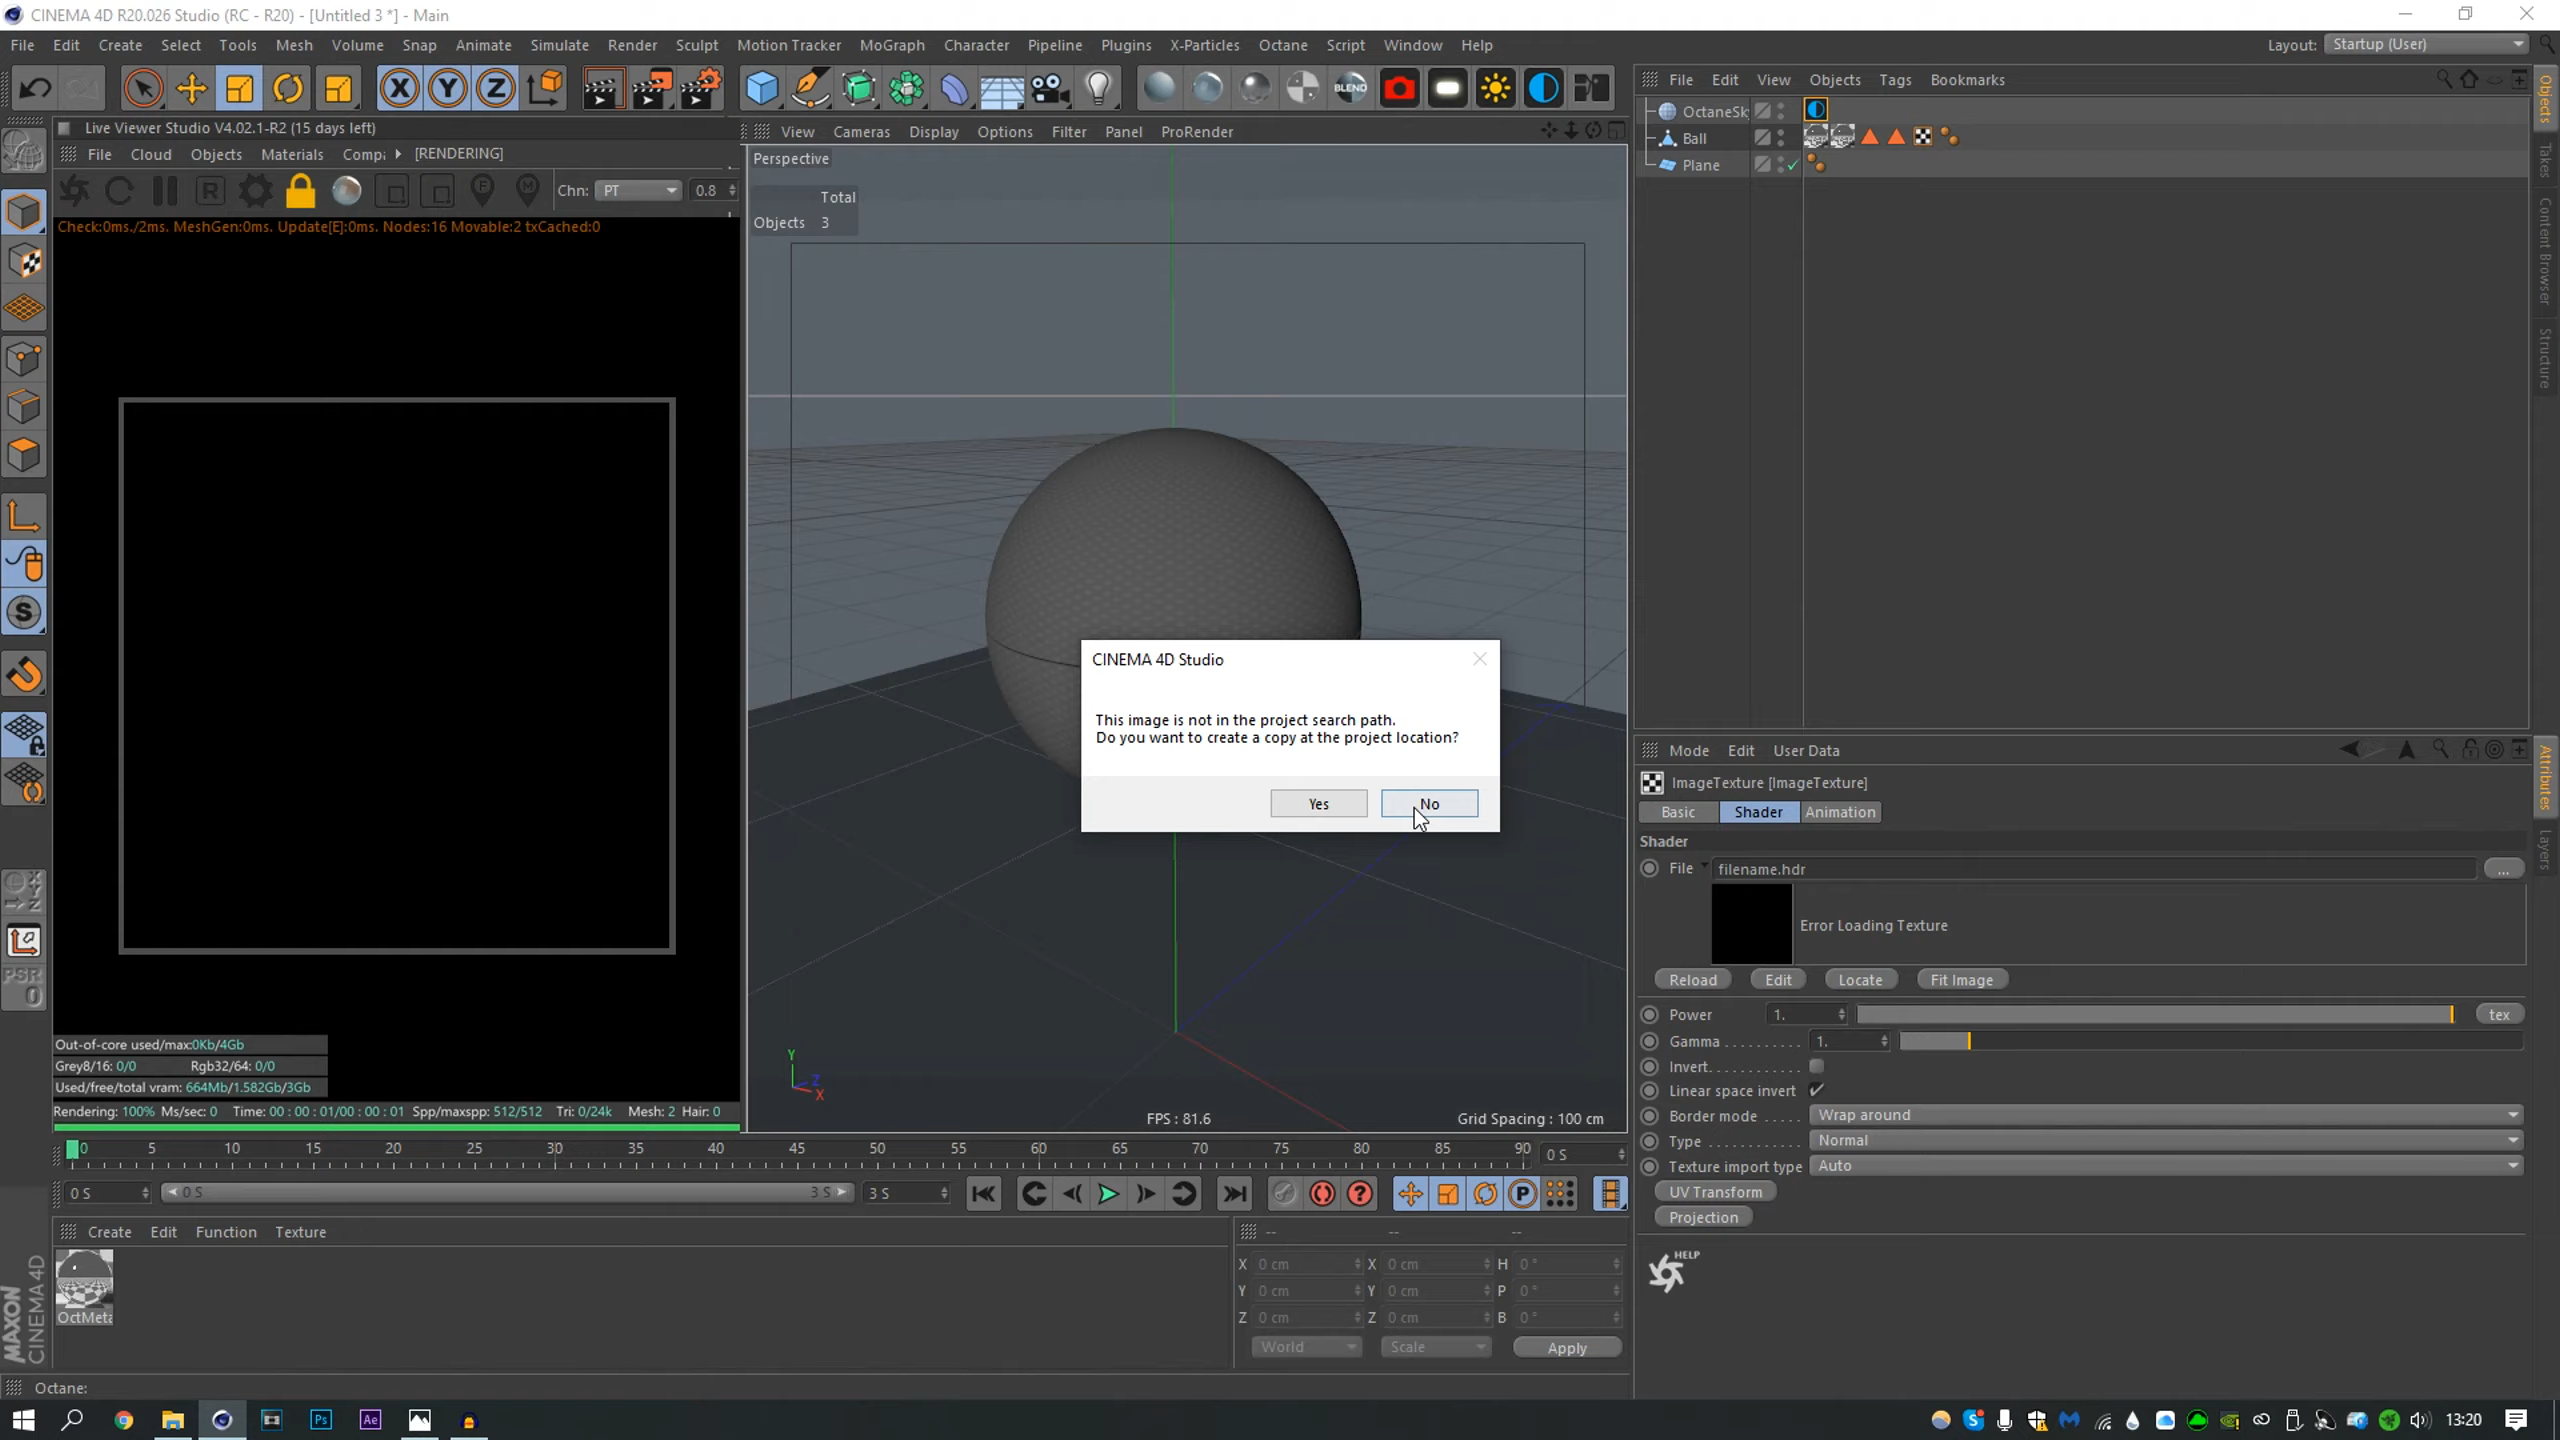 CINEMA 4D R20.026 Studio (RC - R20) - [Untitled 3 *] - Main
File Edit Create Select Tools Mesh Volume Snap Animate Simulate Render Sculpt Motion Tracker MoGraph Character Pipeline Plugins X-Particles Octane Script Window Help
Layout: Startup (User)
X Y Z
BLEND
File Edit View Objects Tags Bookmarks
Live Viewer Studio V4.02.1-R2 (15 days left)
File Cloud Objects Materials Comp [RENDERING]
Chn: PT 0.8
Check:0ms./2ms. MeshGen:0ms. Update[E]:0ms. Nodes:16 Movable:2 txCached:0
View Cameras Display Options Filter Panel ProRender
Perspective
Total
Objects 3
OctaneSk
Ball
Plane
Objects
Takes
Content Browser
Structure
CINEMA 4D Studio
This image is not in the project search path.
Do you want to create a copy at the project location?
Yes No
Mode Edit User Data
ImageTexture [ImageTexture]
Basic Shader Animation
Shader
File filename.hdr ...
Error Loading Texture
Reload Edit Locate Fit Image
Power 1. tex
Gamma . . . . . . . . . . 1.
Invert. . . . . . . . . . .
Linear space invert
Border mode . . . . . Wrap around
Type . . . . . . . . . . . . Normal
Texture import type Auto
UV Transform
Projection
HELP
Attributes
Layers
Out-of-core used/max:0Kb/4Gb
Grey8/16: 0/0 Rgb32/64: 0/0
Used/free/total vram: 664Mb/1.582Gb/3Gb
Rendering: 100% Ms/sec: 0 Time: 00 : 00 : 01/00 : 00 : 01 Spp/maxspp: 512/512 Tri: 0/24k Mesh: 2 Hair: 0
Y Z X
FPS : 81.6
Grid Spacing : 100 cm
0 5 10 15 20 25 30 35 40 45 50 55 60 65 70 75 80 85 90 0 S
0 S 0 S 3 S 3 S
PSR
0
Create Edit Function Texture
-- -- --
OctMeta
X 0 cm X 0 cm H 0 °
Y 0 cm Y 0 cm P 0 °
Z 0 cm Z 0 cm B 0 °
World Scale Apply
MAXON
CINEMA 4D
Octane:
Ps Ae
13:20